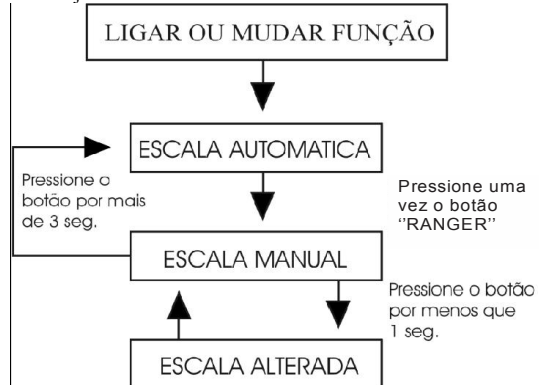 LIGAR OU MUDAR FUNÇÃO
ESCALA AUTOMATICA
Pressione o
botão por mais
de 3 seg.
Pressione uma
vez o botão
‘’RANGER’’
ESCALA MANUAL
Pressione o botão
por menos que
1 seg.
ESCALA ALTERADA